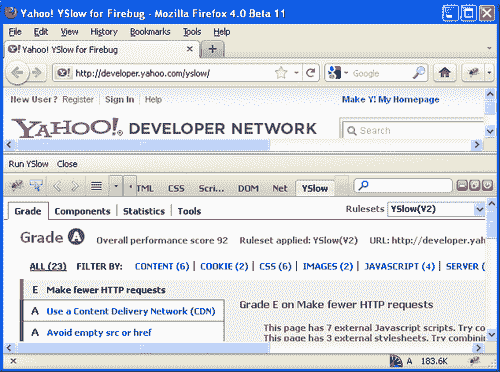 Yahoo! YSlow for Firebug - Mozilla Firefox 4.0 Beta 11
File Edit View History Bookmarks Tools Help
Y! Yahoo! YSlow for Firebug
Y! http://developer.yahoo.com/yslow/ Google
New User? Register Sign In Help Make Y! My Homepage
YAHOO! DEVELOPER NETWORK Search
Run YSlow Close
TML CSS Scri... DOM Net YSlow
Grade Components Statistics Tools Rulesets YSlow(V2)
Grade A Overall performance score 92 Ruleset applied: YSlow(V2) URL: http://developer.yah
ALL (23) FILTER BY: CONTENT (6) COOKIE (2) CSS (6) IMAGES (2) JAVASCRIPT (4) SERVER (
E Make fewer HTTP requests
Grade E on Make fewer HTTP requests
A Use a Content Delivery Network (CDN)
This page has 7 external Javascript scripts. Try co
A Avoid empty src or href
This page has 3 external stylesheets. Try combinin
A 183.6K